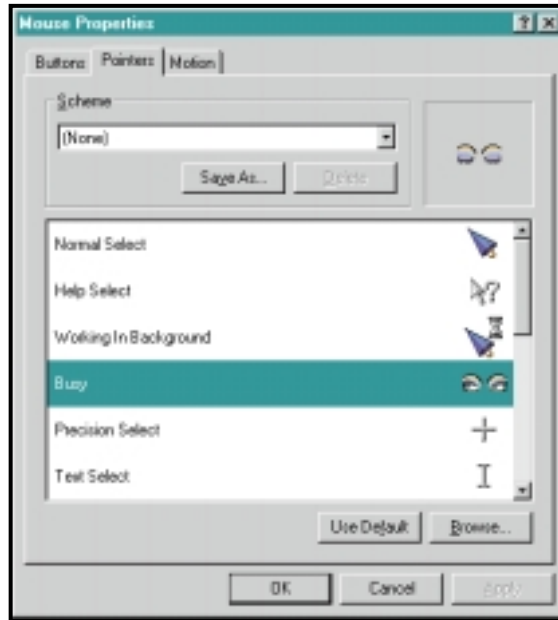 Mouse Properties
Buttons Pointers Motion
Scheme
(None)
Save As... Delete
Normal Select
Help Select
Working In Background
Busy
Precision Select
Text Select
Use Default Browse...
OK Cancel Apply